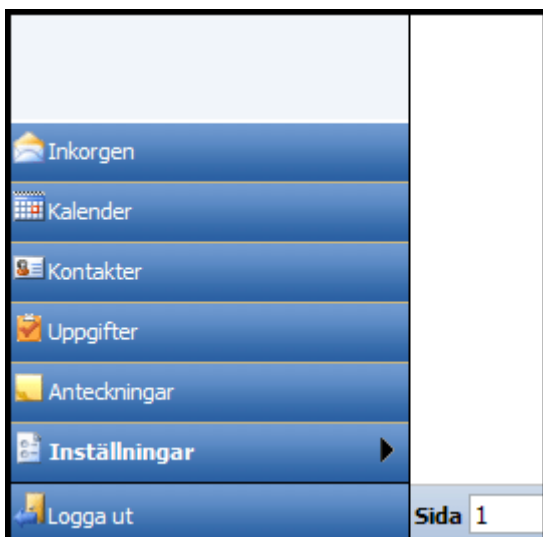 Inkorgen
Kalender
Kontakter
Uppgifter
Anteckningar
Inställningar
Logga ut
Sida 1